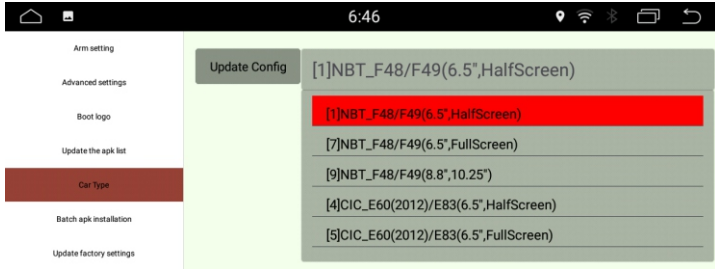 6:46
Arm setting
Advanced settings
Boot logo
Update the apk list
Car Type
Batch apk installation
Update factory settings
Update Config
[1]NBT_F48/F49(6.5",HalfScreen)
[1]NBT_F48/F49(6.5",HalfScreen)
[7]NBT_F48/F49(6.5",FullScreen)
[9]NBT_F48/F49(8.8",10.25")
[4]CIC_E60(2012)/E83(6.5",HalfScreen)
[5]CIC_E60(2012)/E83(6.5",FullScreen)